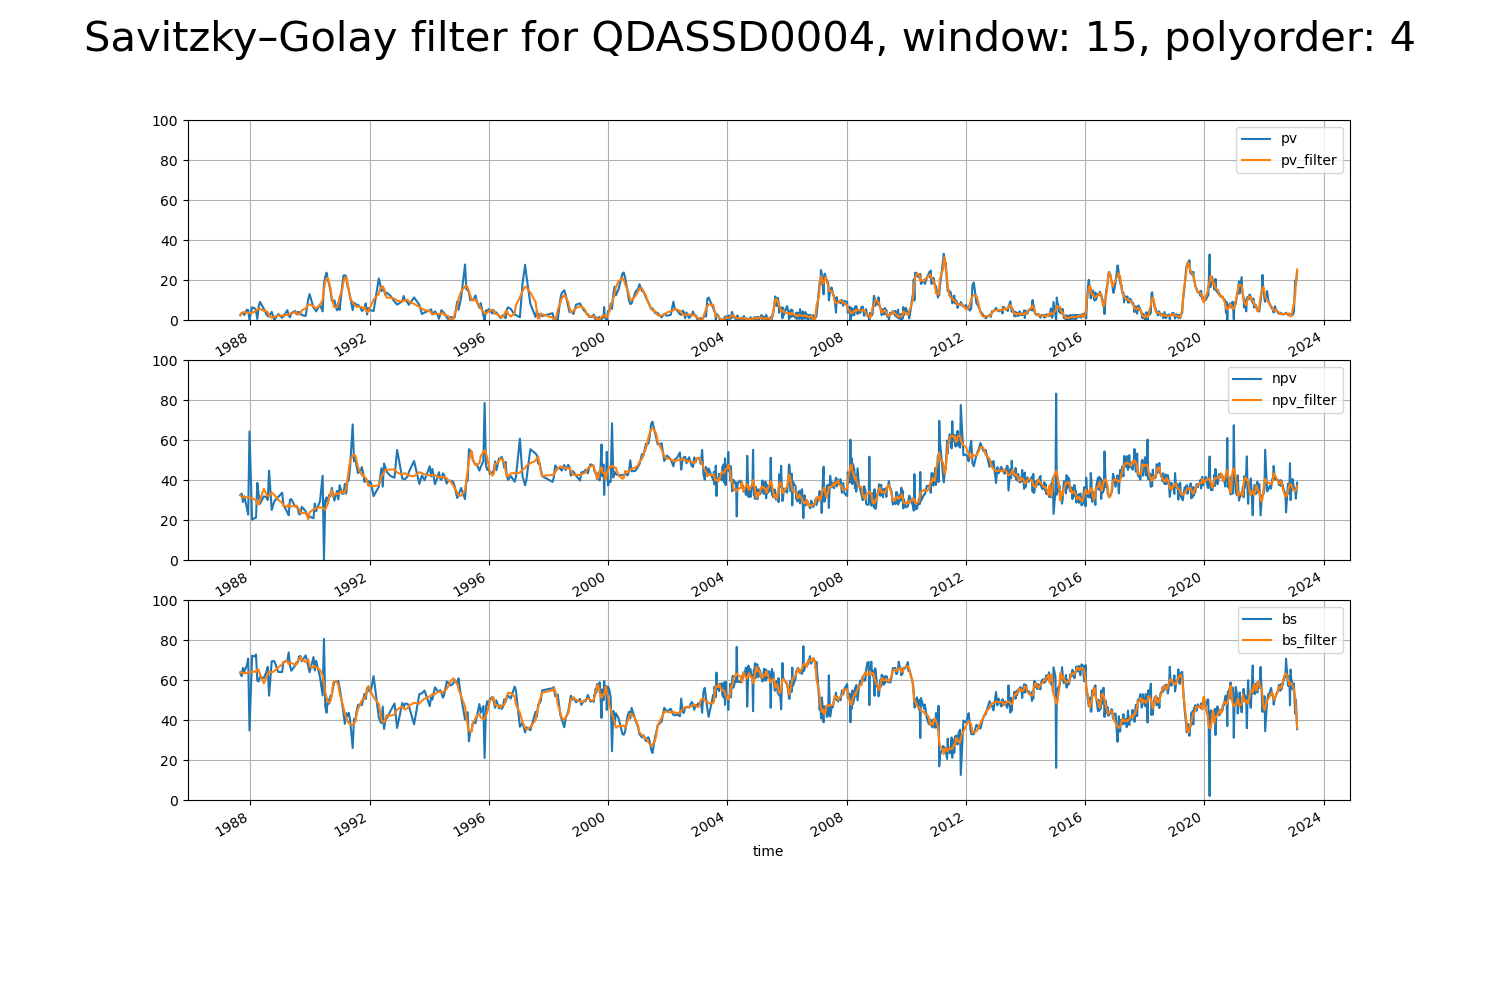 Savitzky–Golay filter for QDASSD0004, window: 15, polyorder: 4
100
80
60
40
20
0
pv
pv_filter
1988 1992 1996 2000 2004 2008 2012 2016 2020 2024
100
80
60
40
20
0
npv
npv_filter
1988 1992 1996 2000 2004 2008 2012 2016 2020 2024
100
80
60
40
20
0
bs
bs_filter
1988 1992 1996 2000 2004 2008 2012 2016 2020 2024
time